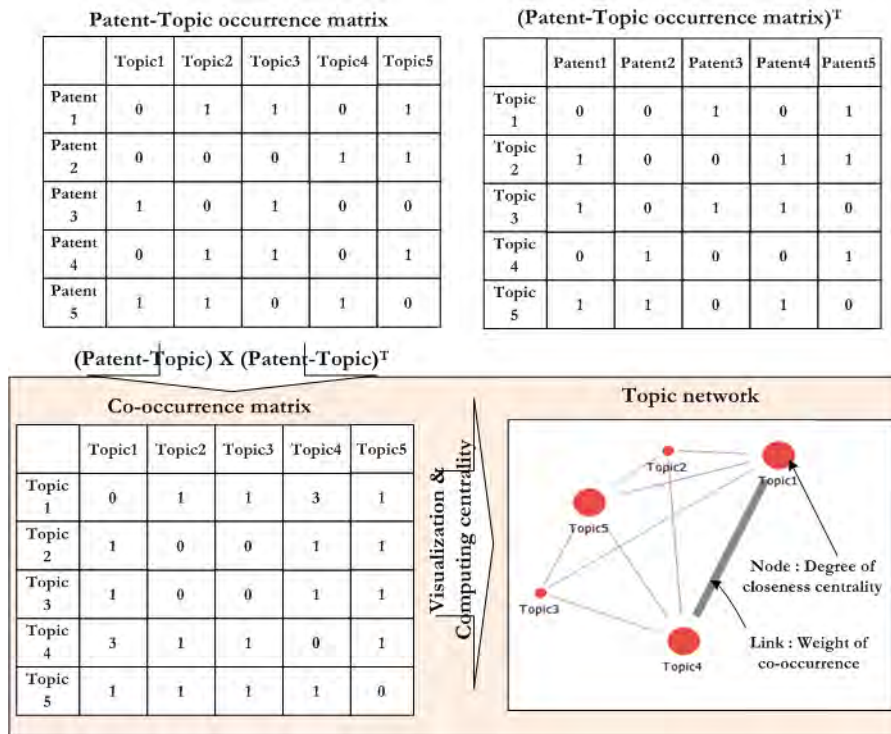 Patent-Topic occurrence matrix
Topic1 Topic2 Topic3 Topic4 Topic5
Patent 1 0 1 1 0 1
Patent 2 0 0 0 1 1
Patent 3 1 0 1 0 0
Patent 4 0 1 1 0 1
Patent 5 1 1 0 1 0
(Patent-Topic occurrence matrix)ᵀ
Patent1 Patent2 Patent3 Patent4 Patent5
Topic 1 0 0 1 0 1
Topic 2 1 0 0 1 1
Topic 3 1 0 1 1 0
Topic 4 0 1 0 0 1
Topic 5 1 1 0 1 0
(Patent-Topic) X (Patent-Topic)ᵀ
Co-occurrence matrix
Topic1 Topic2 Topic3 Topic4 Topic5
Topic 1 0 1 1 3 1
Topic 2 1 0 0 1 1
Topic 3 1 0 0 1 1
Topic 4 3 1 1 0 1
Topic 5 1 1 1 1 0
Visualization &
Computing centrality
Topic network
Topic2
Topic1
Topic5
Topic3
Topic4
Node : Degree of
closeness centrality
Link : Weight of
co-occurrence